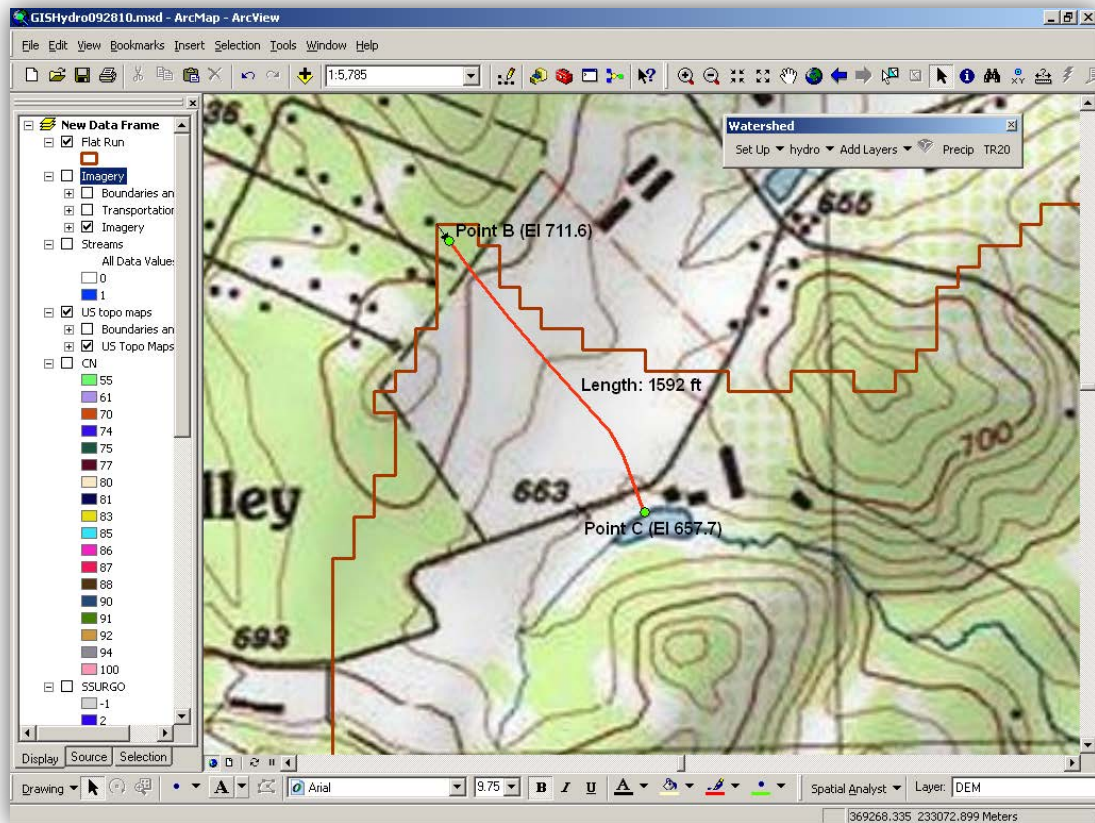 GISHydro092810.mxd - ArcMap - ArcView
File Edit View Bookmarks Insert Selection Tools Window Help
1:5,785
New Data Frame
Flat Run
Imagery
Boundaries an
Transportation
Imagery
Streams
All Data Value:
0
1
US topo maps
Boundaries an
US Topo Maps
CN
55
61
70
74
75
77
80
81
83
85
86
87
88
90
91
92
94
100
SSURGO
-1
2
Display Source Selection
Watershed
Set Up hydro Add Layers Precip TR20
36
655
Point B (El 711.6)
Length: 1592 ft
700
lley
663
Point C (El 657.7)
693
Drawing A Arial 9.75 B I U A Spatial Analyst Layer: DEM
369268.335 233072.899 Meters